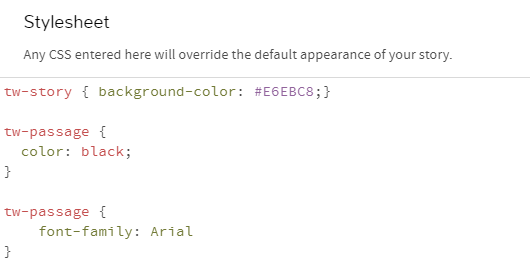 Stylesheet
Any CSS entered here will override the default appearance of your story.
tw-story { background-color: #E6EBC8;}
tw-passage {
color: black;
}
tw-passage {
font-family: Arial
}